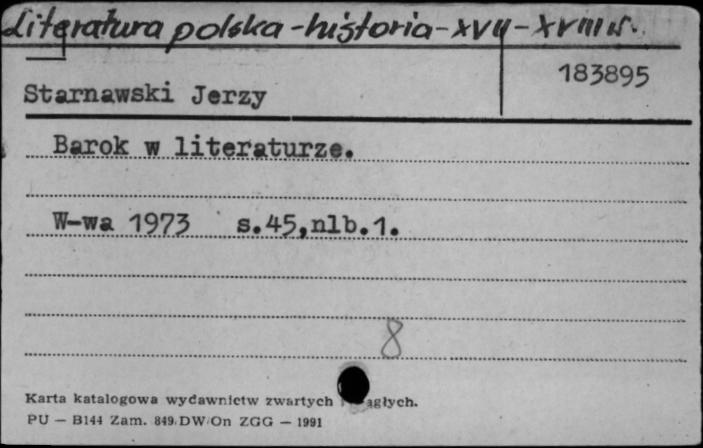 Literatura polska - historia - XVII - XVIII w.
183895
Starnawski Jerzy
Barok w literaturze.
W-wa 1973 s.45,nlb.1.
8
Karta katalogowa wydawnictw zwartych
PU — B144 Zam. 849/DW/On ZGG — 1991